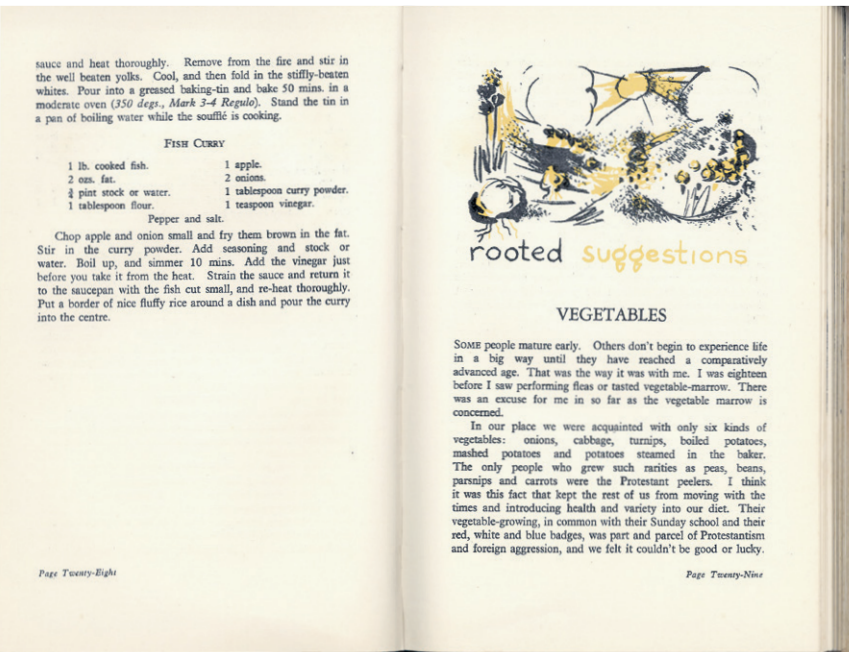 sauce and heat thoroughly. Remove from the fire and stir in
the well beaten yolks. Cool, and then fold in the stiffly-beaten
whites. Pour into a greased baking-tin and bake 50 mins. in a
moderate oven (350 degs., Mark 3-4 Regulo). Stand the tin in
a pan of boiling water while the soufflé is cooking.
FISH CURRY
1 lb. cooked fish.
2 ozs. fat.
¾ pint stock or water.
1 tablespoon flour.
1 apple.
2 onions.
1 tablespoon curry powder.
1 teaspoon vinegar.
Pepper and salt.
Chop apple and onion small and fry them brown in the fat.
Stir in the curry powder. Add seasoning and stock or
water. Boil up, and simmer 10 mins. Add the vinegar just
before you take it from the heat. Strain the sauce and return it
to the saucepan with the fish cut small, and re-heat thoroughly.
Put a border of nice fluffy rice around a dish and pour the curry
into the centre.
Page Twenty-Eight
rooted suggestions
VEGETABLES
SOME people mature early. Others don't begin to experience life
in a big way until they have reached a comparatively
advanced age. That was the way it was with me. I was eighteen
before I saw performing fleas or tasted vegetable-marrow. There
was an excuse for me in so far as the vegetable marrow is
concerned.
In our place we were acquainted with only six kinds of
vegetables: onions, cabbage, turnips, boiled potatoes,
mashed potatoes and potatoes steamed in the baker.
The only people who grew such rarities as peas, beans,
parsnips and carrots were the Protestant peelers. I think
it was this fact that kept the rest of us from moving with the
times and introducing health and variety into our diet. Their
vegetable-growing, in common with their Sunday school and their
red, white and blue badges, was part and parcel of Protestantism
and foreign aggression, and we felt it couldn't be good or lucky.
Page Twenty-Nine